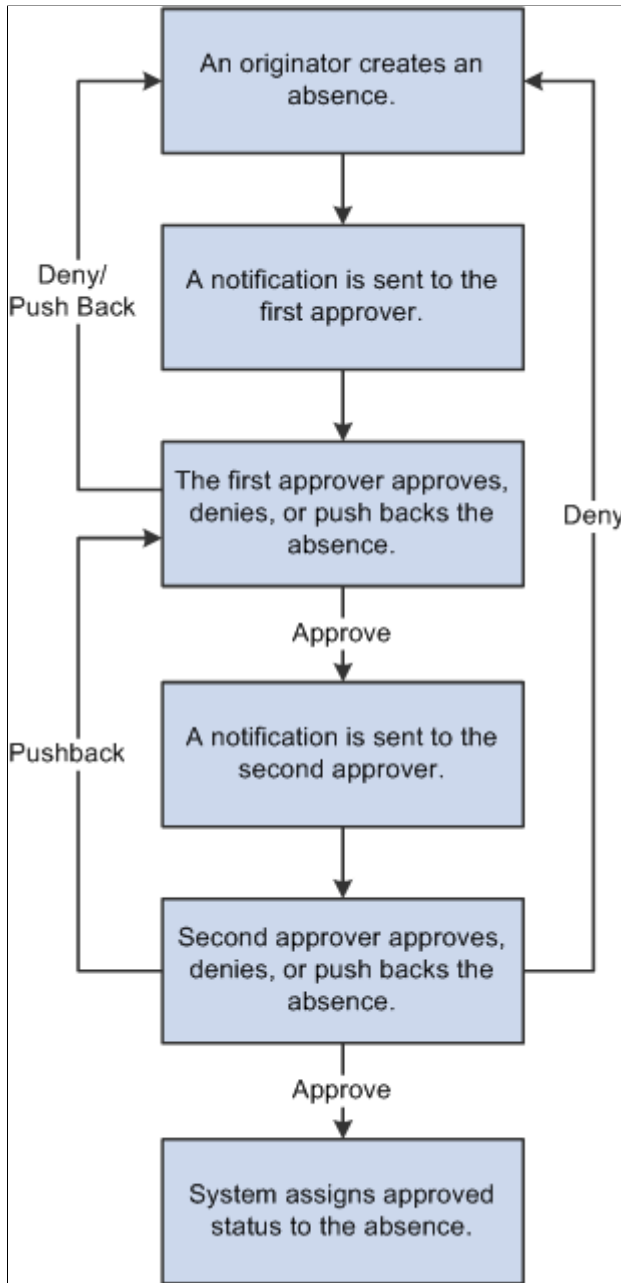 An originator creates an
absence.
Deny/
Push Back
A notification is sent to the
first approver.
The first approver approves,
denies, or push backs the
absence.
Deny
Approve
Pushback
A notification is sent to the
second approver.
Second approver approves,
denies, or push backs the
absence.
Approve
System assigns approved
status to the absence.